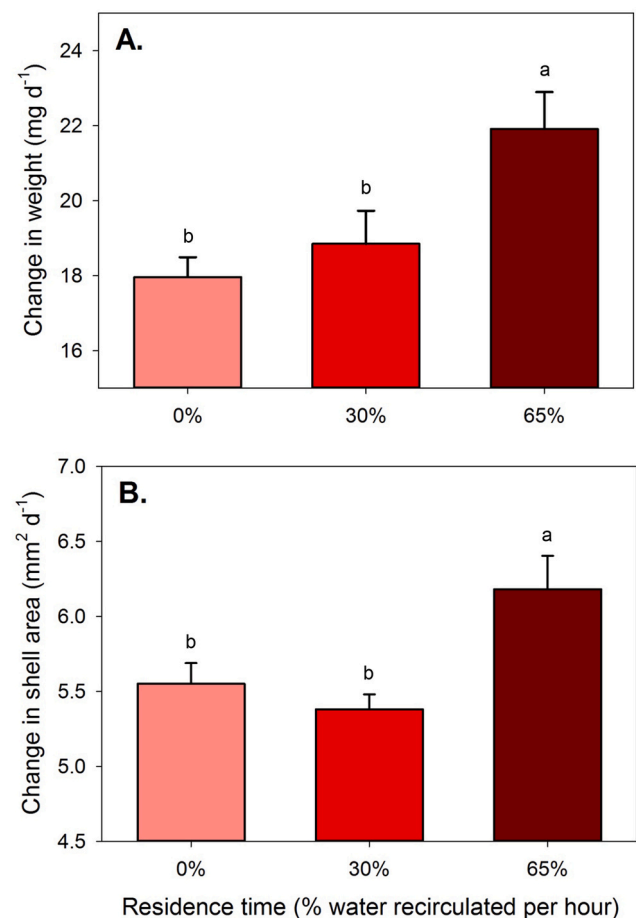 A.
Change in weight (mg d⁻¹)
24
22
20
18
16
b
b
a
0% 30% 65%
B.
Change in shell area (mm² d⁻¹)
7.0
6.5
6.0
5.5
5.0
4.5
b
b
a
0% 30% 65%
Residence time (% water recirculated per hour)